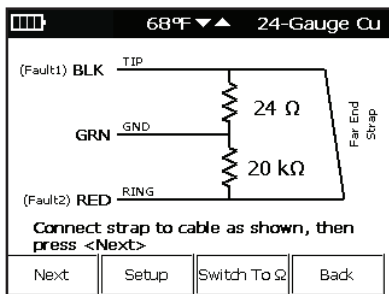 68°F ▼▲ 24-Gauge Cu
(Fault1) BLK TIP
24 Ω
GRN GND
Far End
Strap
20 kΩ
(Fault2) RED RING
Connect strap to cable as shown, then
press <Next>
Next Setup Switch To Ω Back